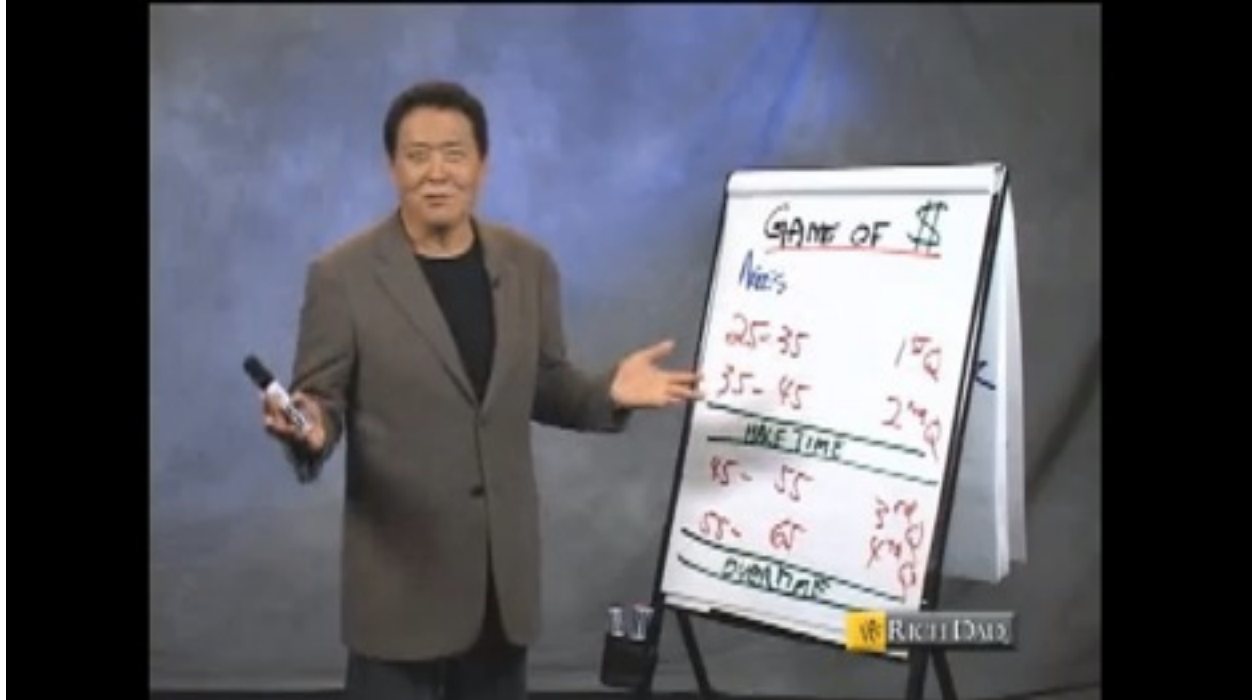 GAME OF $
Ages
25-35 1st Q
35-45 2nd Q
HALF TIME
45-55 3rd Q
55-65 4th Q
OVERTIME
RICH DAD